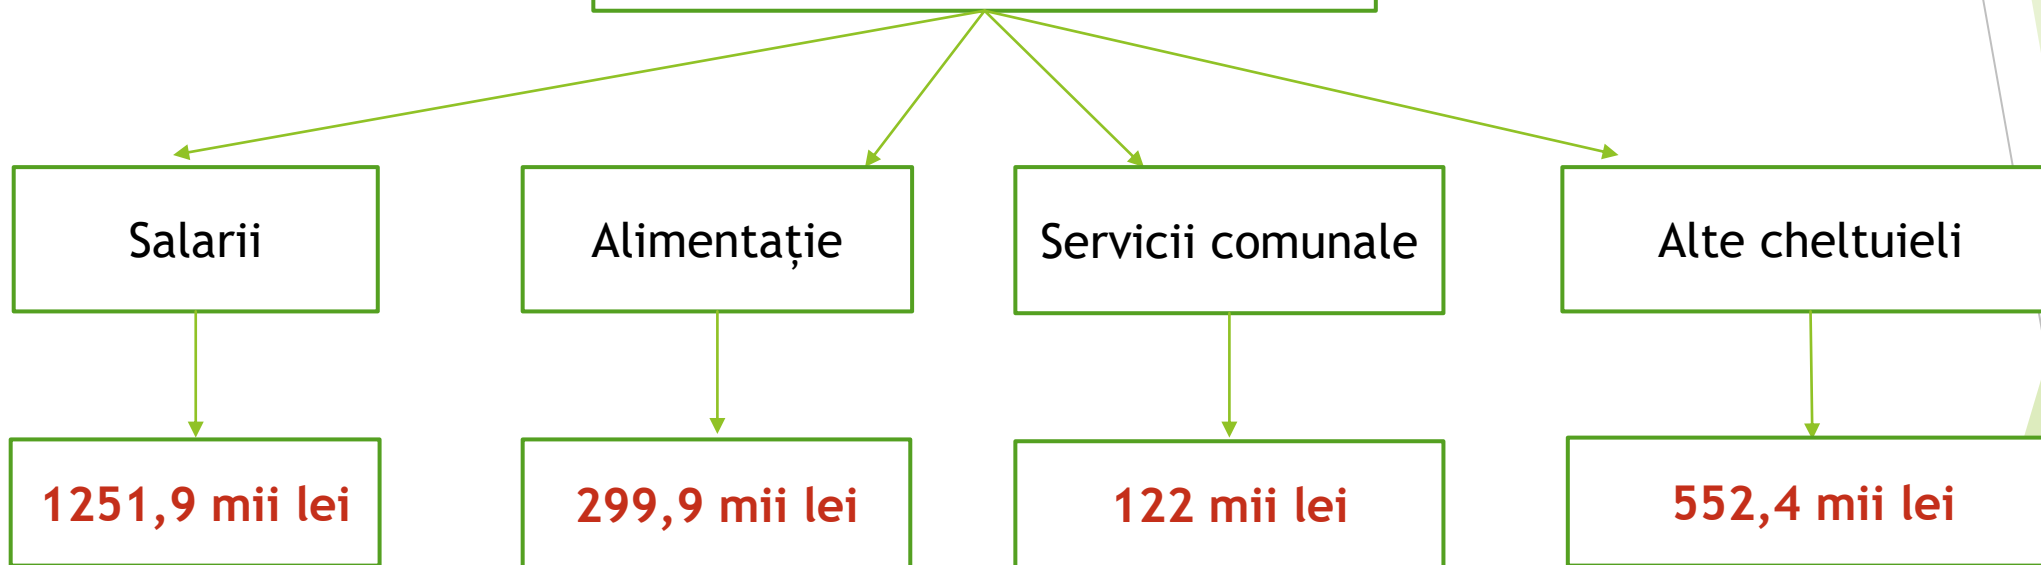 Salarii
Alimentație
Servicii comunale
Alte cheltuieli
1251,9 mii lei
299,9 mii lei
122 mii lei
552,4 mii lei